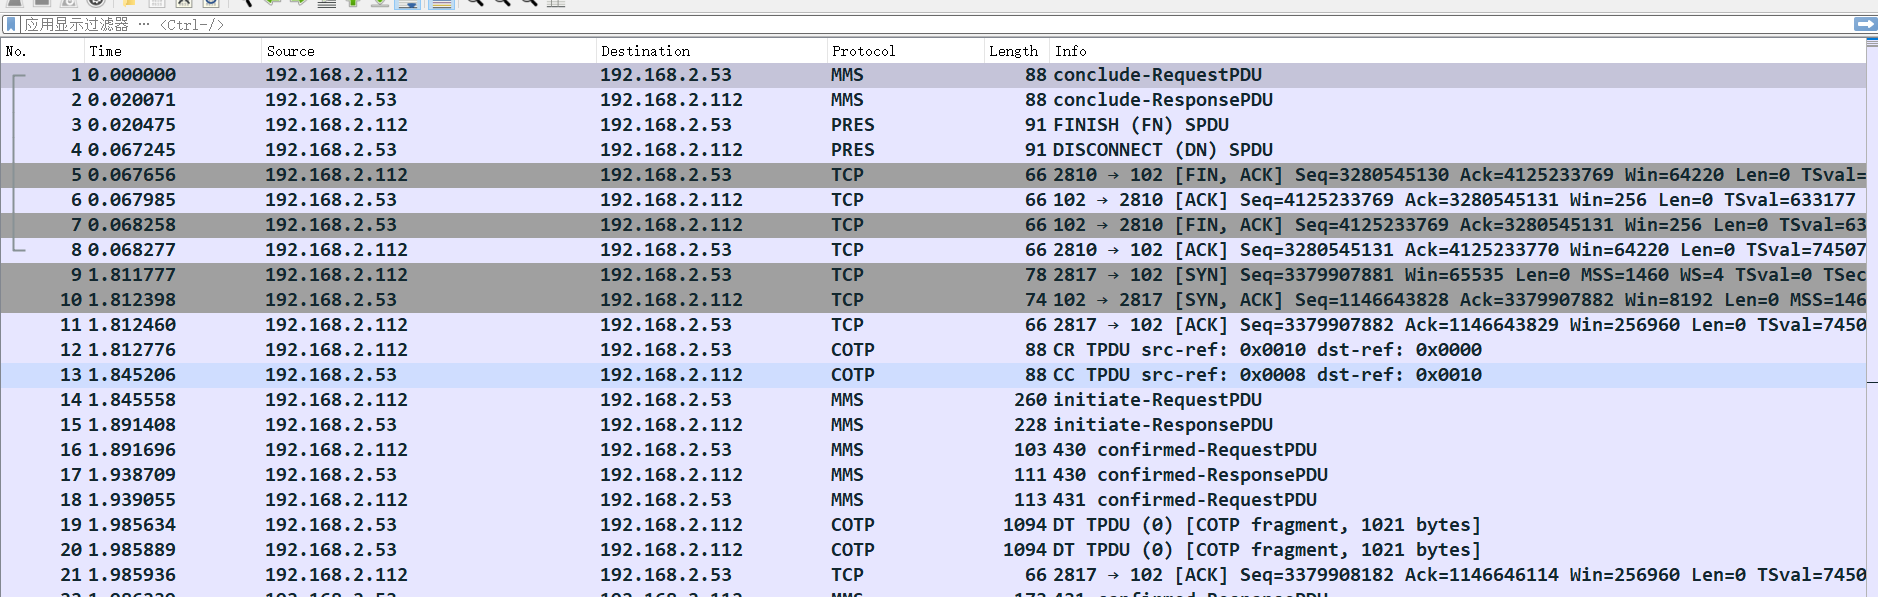 应用显示过滤器 … <Ctrl-/>
No. Time Source Destination Protocol Length Info
1 0.000000 192.168.2.112 192.168.2.53 MMS 88 conclude-RequestPDU
2 0.020071 192.168.2.53 192.168.2.112 MMS 88 conclude-ResponsePDU
3 0.020475 192.168.2.112 192.168.2.53 PRES 91 FINISH (FN) SPDU
4 0.067245 192.168.2.53 192.168.2.112 PRES 91 DISCONNECT (DN) SPDU
5 0.067656 192.168.2.112 192.168.2.53 TCP 66 2810 → 102 [FIN, ACK] Seq=3280545130 Ack=4125233769 Win=64220 Len=0 TSval=
6 0.067985 192.168.2.53 192.168.2.112 TCP 66 102 → 2810 [ACK] Seq=4125233769 Ack=3280545131 Win=256 Len=0 TSval=633177
7 0.068258 192.168.2.53 192.168.2.112 TCP 66 102 → 2810 [FIN, ACK] Seq=4125233769 Ack=3280545131 Win=256 Len=0 TSval=63
8 0.068277 192.168.2.112 192.168.2.53 TCP 66 2810 → 102 [ACK] Seq=3280545131 Ack=4125233770 Win=64220 Len=0 TSval=74507
9 1.811777 192.168.2.112 192.168.2.53 TCP 78 2817 → 102 [SYN] Seq=3379907881 Win=65535 Len=0 MSS=1460 WS=4 TSval=0 TSec
10 1.812398 192.168.2.53 192.168.2.112 TCP 74 102 → 2817 [SYN, ACK] Seq=1146643828 Ack=3379907882 Win=8192 Len=0 MSS=146
11 1.812460 192.168.2.112 192.168.2.53 TCP 66 2817 → 102 [ACK] Seq=3379907882 Ack=1146643829 Win=256960 Len=0 TSval=7450
12 1.812776 192.168.2.112 192.168.2.53 COTP 88 CR TPDU src-ref: 0x0010 dst-ref: 0x0000
13 1.845206 192.168.2.53 192.168.2.112 COTP 88 CC TPDU src-ref: 0x0008 dst-ref: 0x0010
14 1.845558 192.168.2.112 192.168.2.53 MMS 260 initiate-RequestPDU
15 1.891408 192.168.2.53 192.168.2.112 MMS 228 initiate-ResponsePDU
16 1.891696 192.168.2.112 192.168.2.53 MMS 103 430 confirmed-RequestPDU
17 1.938709 192.168.2.53 192.168.2.112 MMS 111 430 confirmed-ResponsePDU
18 1.939055 192.168.2.112 192.168.2.53 MMS 113 431 confirmed-RequestPDU
19 1.985634 192.168.2.53 192.168.2.112 COTP 1094 DT TPDU (0) [COTP fragment, 1021 bytes]
20 1.985889 192.168.2.53 192.168.2.112 COTP 1094 DT TPDU (0) [COTP fragment, 1021 bytes]
21 1.985936 192.168.2.112 192.168.2.53 TCP 66 2817 → 102 [ACK] Seq=3379908182 Ack=1146646114 Win=256960 Len=0 TSval=7450